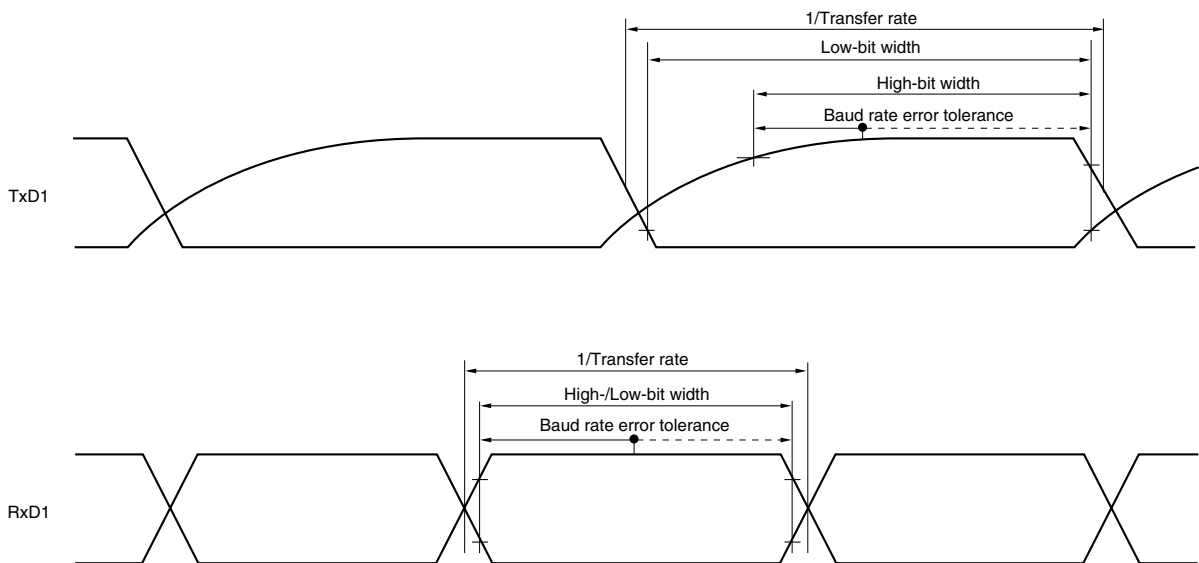 1/Transfer rate
Low-bit width
High-bit width
Baud rate error tolerance
TxD1
1/Transfer rate
High-/Low-bit width
Baud rate error tolerance
RxD1